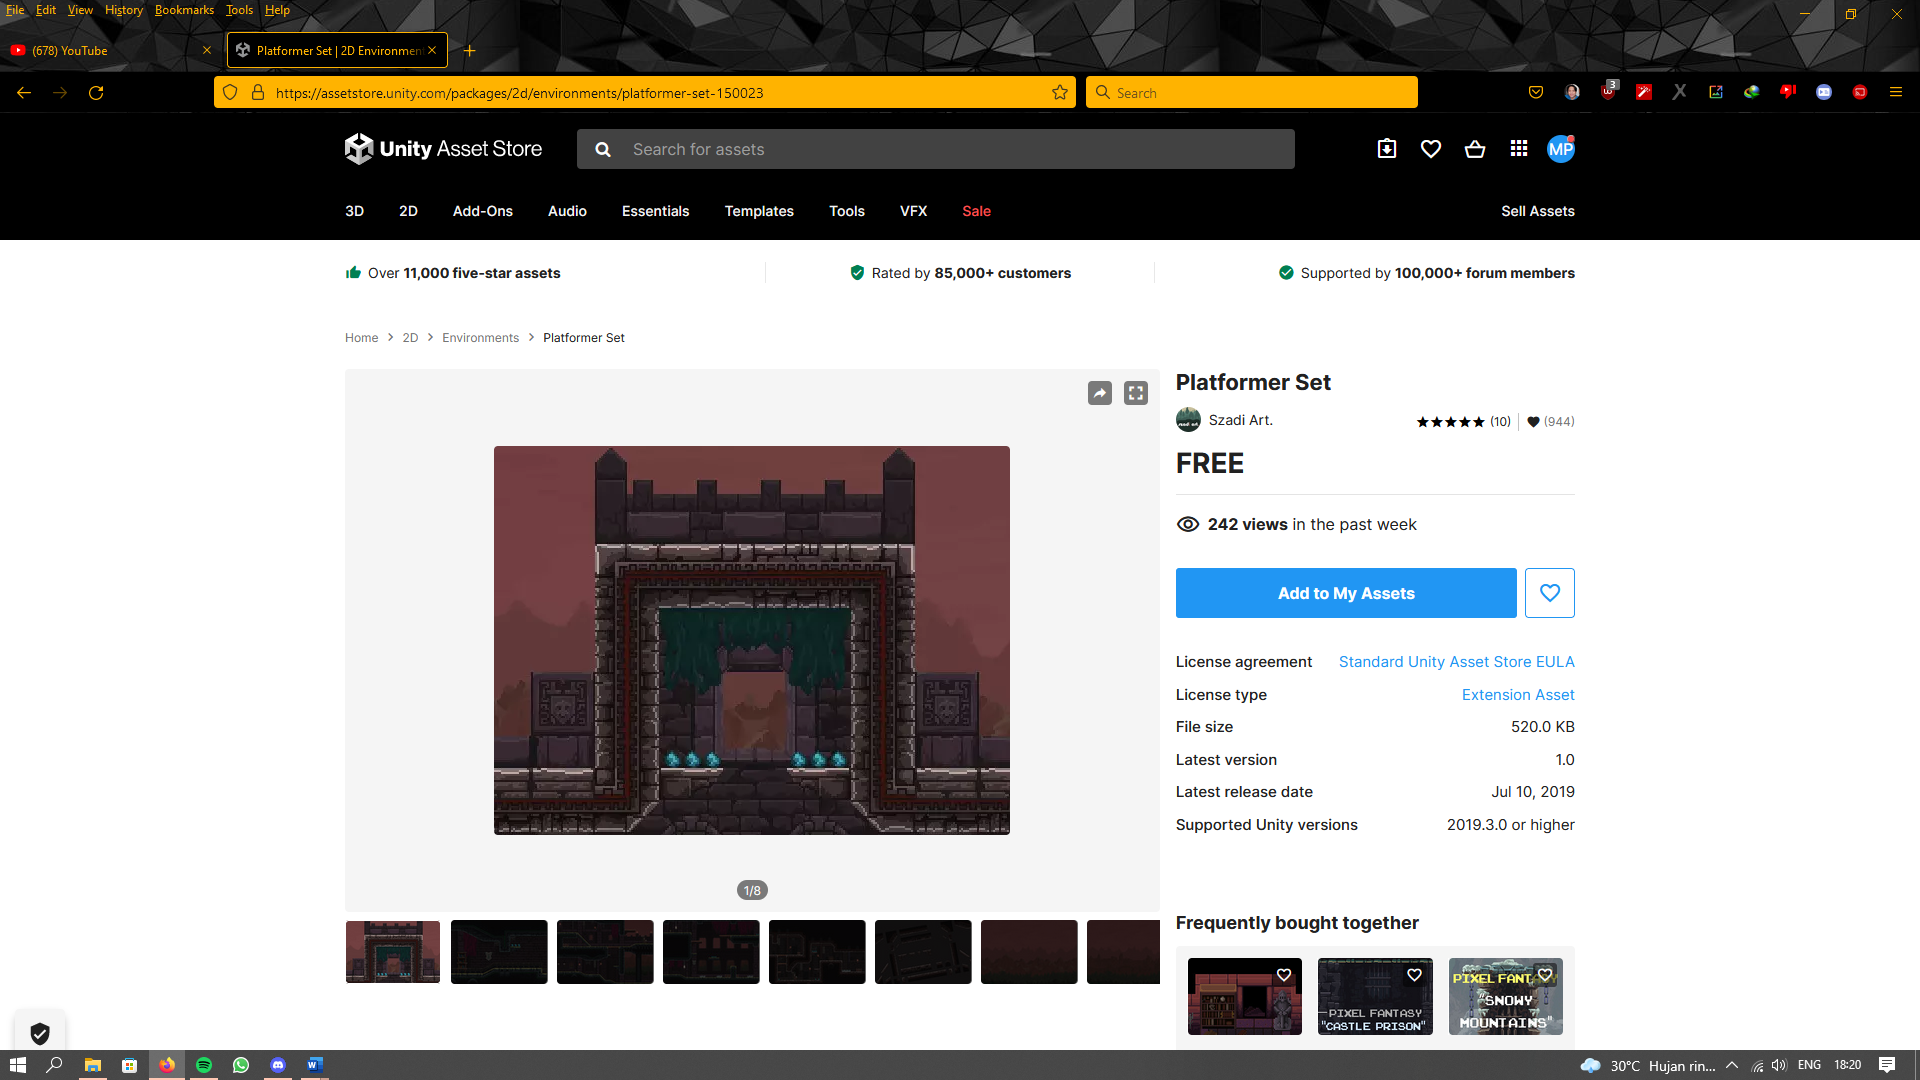 File Edit View History Bookmarks Tools Help
(678) YouTube
Platformer Set | 2D Environmen
https://assetstore.unity.com/packages/2d/environments/platformer-set-150023
Search
3
Unity Asset Store
Search for assets
MP
3D 2D Add-Ons Audio Essentials Templates Tools VFX Sale Sell Assets
Over 11,000 five-star assets
Rated by 85,000+ customers
Supported by 100,000+ forum members
Home > 2D > Environments > Platformer Set
1/8
Platformer Set
Szadi Art.
(10) (944)
FREE
242 views in the past week
Add to My Assets
License agreement Standard Unity Asset Store EULA
License type Extension Asset
File size 520.0 KB
Latest version 1.0
Latest release date Jul 10, 2019
Supported Unity versions 2019.3.0 or higher
Frequently bought together
PIXEL FANTASY
"CASTLE PRISON"
PIXEL FANTASY
"SNOWY
MOUNTAINS"
30°C Hujan rin... ENG 18:20